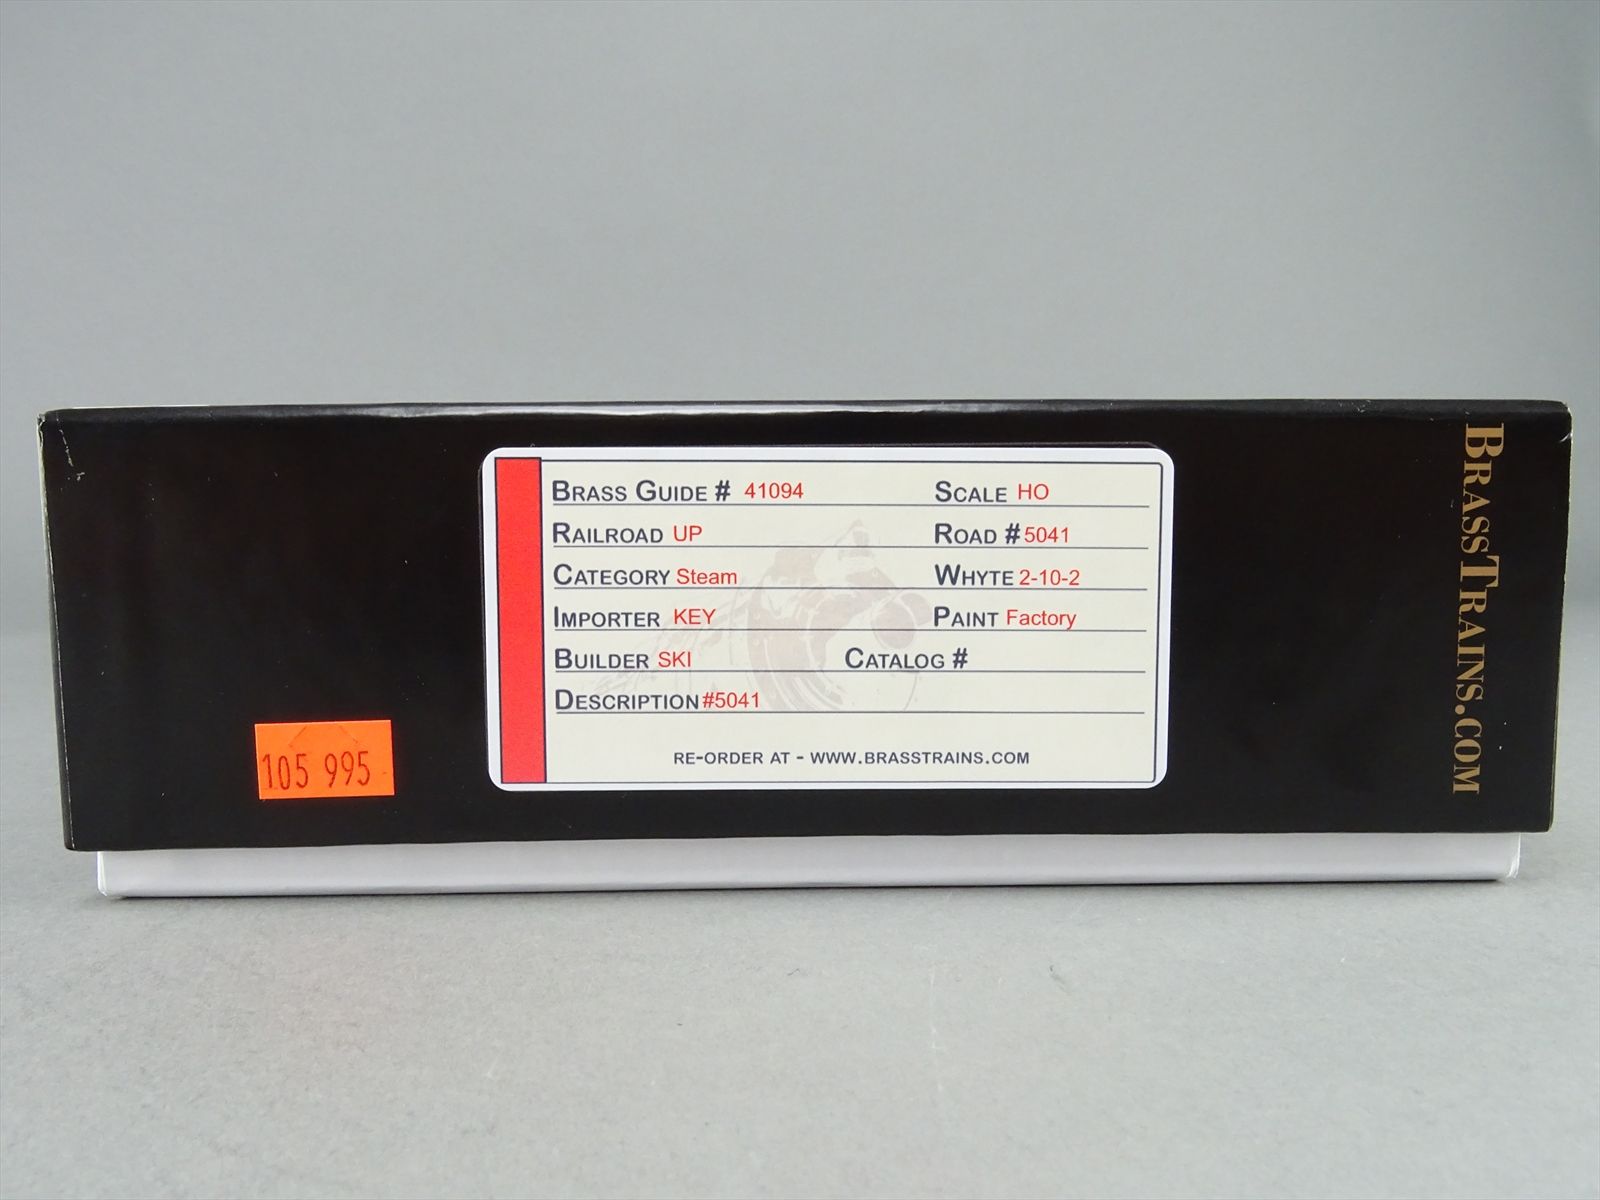 BRASS GUIDE # 41094 SCALE HO
RAILROAD UP ROAD # 5041
CATEGORY Steam WHYTE 2-10-2
IMPORTER KEY PAINT Factory
BUILDER SKI CATALOG #
DESCRIPTION #5041
RE-ORDER AT - WWW.BRASSTRAINS.COM
105 995
BRASSTRAINS.COM